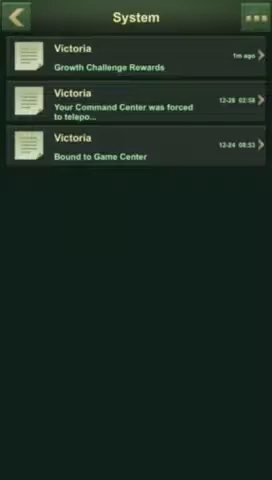 System
Victoria
1m ago
Growth Challenge Rewards
Victoria
12-28 02:58
Your Command Center was forced
to telepo...
Victoria
12-24 08:53
Bound to Game Center